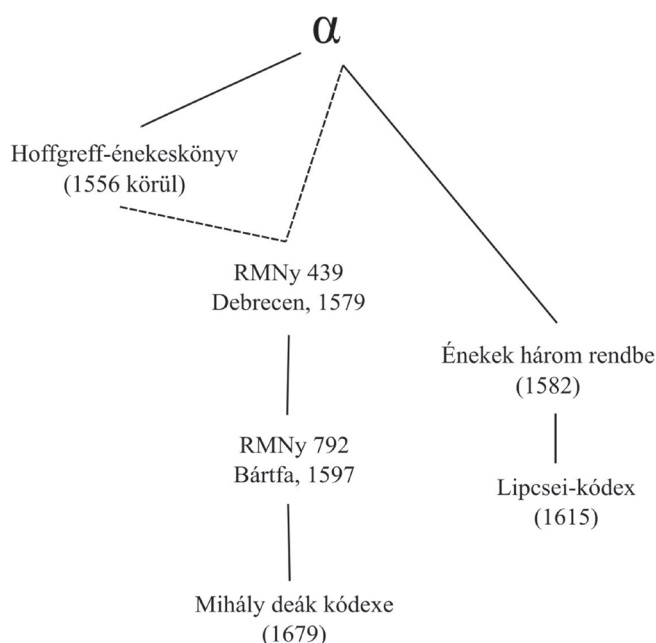 α
Hoffgreff-énekeskönyv
(1556 körül)
RMNy 439
Debrecen, 1579
Énekek három rendbe
(1582)
RMNy 792
Bártfa, 1597
Lipcsei-kódex
(1615)
Mihály deák kódexe
(1679)